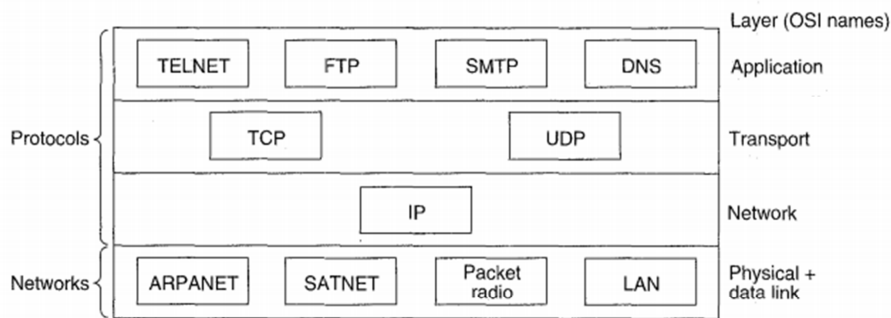 Layer (OSI names)
TELNET FTP SMTP DNS Application
Protocols TCP UDP Transport
IP Network
Networks ARPANET SATNET Packet radio LAN Physical + data link